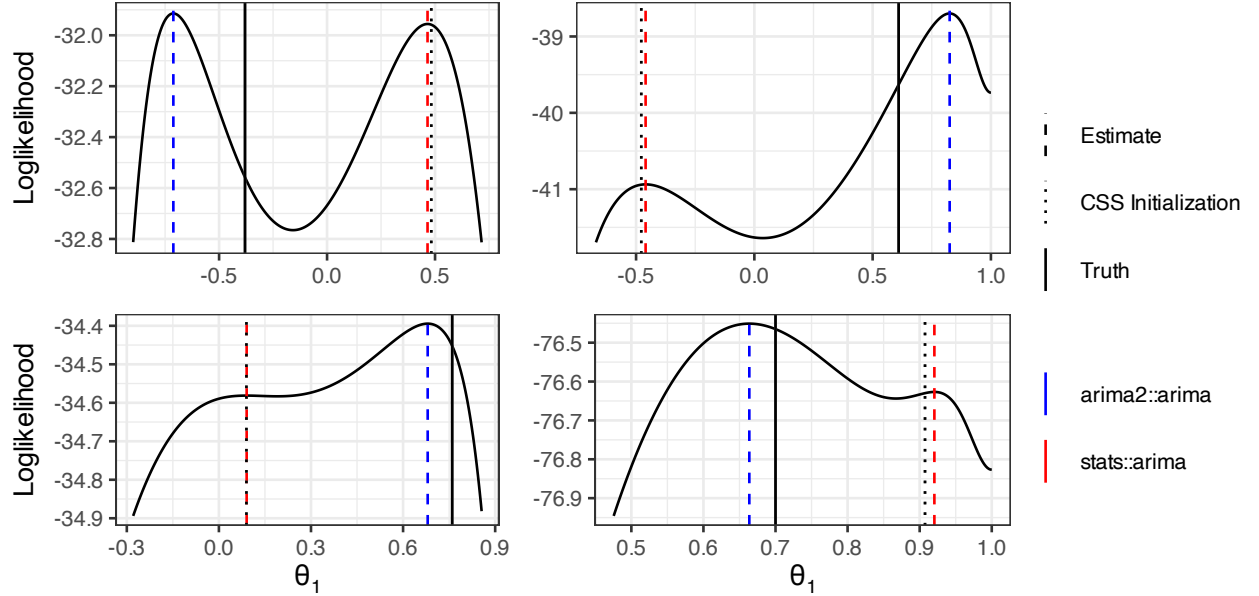 Loglikelihood
-32.0
-32.2
-32.4
-32.6
-32.8
-0.5 0.0 0.5
-39
-40
-41
-0.5 0.0 0.5 1.0
Loglikelihood
-34.4
-34.5
-34.6
-34.7
-34.8
-34.9
-0.3 0.0 0.3 0.6 0.9
θ1
-76.5
-76.6
-76.7
-76.8
-76.9
0.5 0.6 0.7 0.8 0.9 1.0
θ1
Estimate
CSS Initialization
Truth
arima2::arima
stats::arima